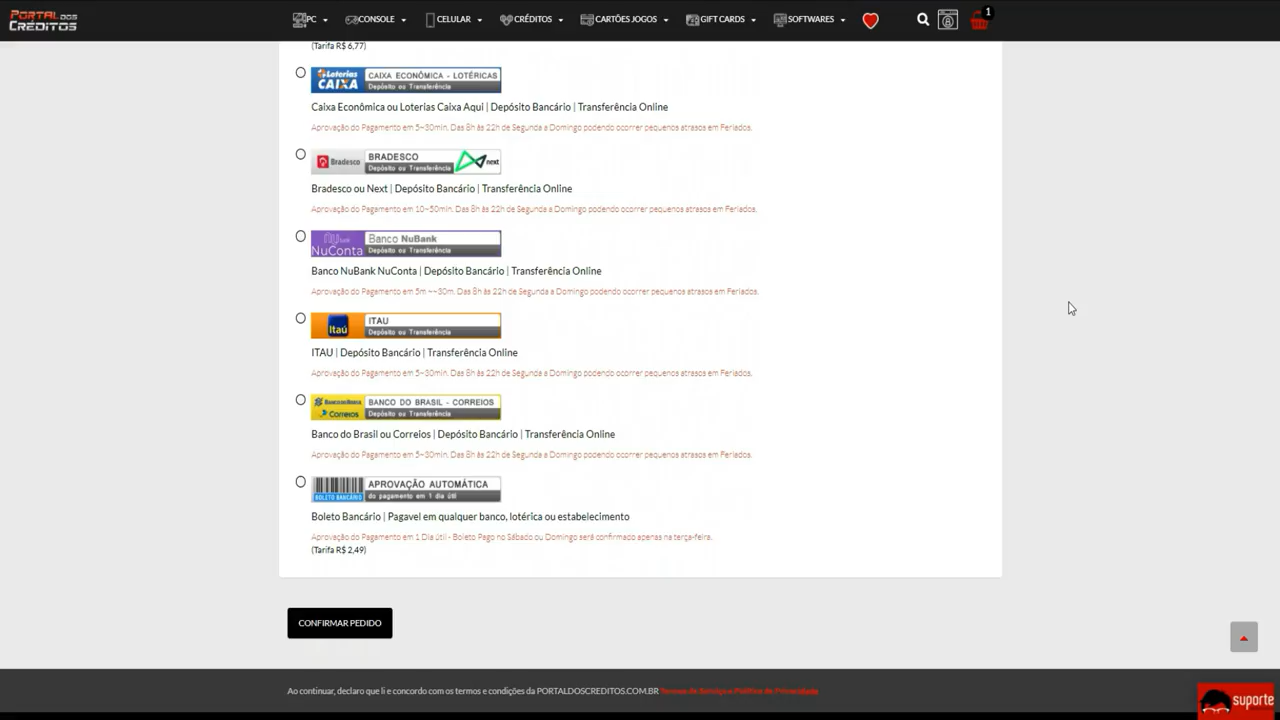 PORTAL DOS CRÉDITOS
PC CONSOLE CELULAR CRÉDITOS CARTÕES JOGOS GIFT CARDS SOFTWARES 1
(Tarifa R$ 6,77)
Loterias CAIXA CAIXA ECONÔMICA - LOTÉRICAS
Depósito ou Transferência
Caixa Econômica ou Loterias Caixa Aqui | Depósito Bancário | Transferência Online
Aprovação do Pagamento em 5~30min. Das 8h às 22h de Segunda a Domingo podendo ocorrer pequenos atrasos em Feriados.
Bradesco BRADESCO next
Depósito ou Transferência
Bradesco ou Next | Depósito Bancário | Transferência Online
Aprovação do Pagamento em 10~50min. Das 8h às 22h de Segunda a Domingo podendo ocorrer pequenos atrasos em Feriados.
nu bank NuConta Banco NuBank
Depósito ou Transferência
Banco NuBank NuConta | Depósito Bancário | Transferência Online
Aprovação do Pagamento em 5m ~~30m. Das 8h às 22h de Segunda a Domingo podendo ocorrer pequenos atrasos em Feriados.
Itaú ITAU
Depósito ou Transferência
ITAU | Depósito Bancário | Transferência Online
Aprovação do Pagamento em 5~30min. Das 8h às 22h de Segunda a Domingo podendo ocorrer pequenos atrasos em Feriados.
BANCO DO BRASIL Correios BANCO DO BRASIL - CORREIOS
Depósito ou Transferência
Banco do Brasil ou Correios | Depósito Bancário | Transferência Online
Aprovação do Pagamento em 5~30min. Das 8h às 22h de Segunda a Domingo podendo ocorrer pequenos atrasos em Feriados.
BOLETO BANCÁRIO APROVAÇÃO AUTOMÁTICA
do pagamento em 1 dia útil
Boleto Bancário | Pagavel em qualquer banco, lotérica ou estabelecimento
Aprovação do Pagamento em 1 Dia Útil - Boleto Pago no Sábado ou Domingo será confirmado apenas na terça-feira.
(Tarifa R$ 2,49)
CONFIRMAR PEDIDO
Ao continuar, declaro que li e concordo com os termos e condições da PORTALDOSCREDITOS.COM.BR Termos de Serviço e Política de Privacidade
suporte